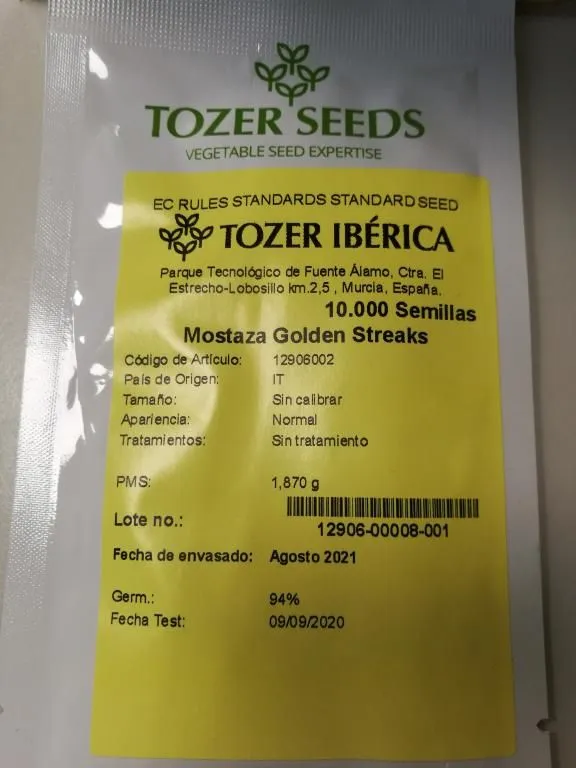 TOZER SEEDS
VEGETABLE SEED EXPERTISE
EC RULES STANDARDS STANDARD SEED
TOZER IBÉRICA
Parque Tecnológico de Fuente Álamo, Ctra. El
Estrecho-Lobosillo km.2,5 , Murcia, España.
10.000 Semillas
Mostaza Golden Streaks
Código de Artículo: 12906002
País de Origen: IT
Tamaño: Sin calibrar
Apariencia: Normal
Tratamientos: Sin tratamiento
PMS: 1,870 g
Lote no.: 12906-00008-001
Fecha de envasado: Agosto 2021
Germ.: 94%
Fecha Test: 09/09/2020